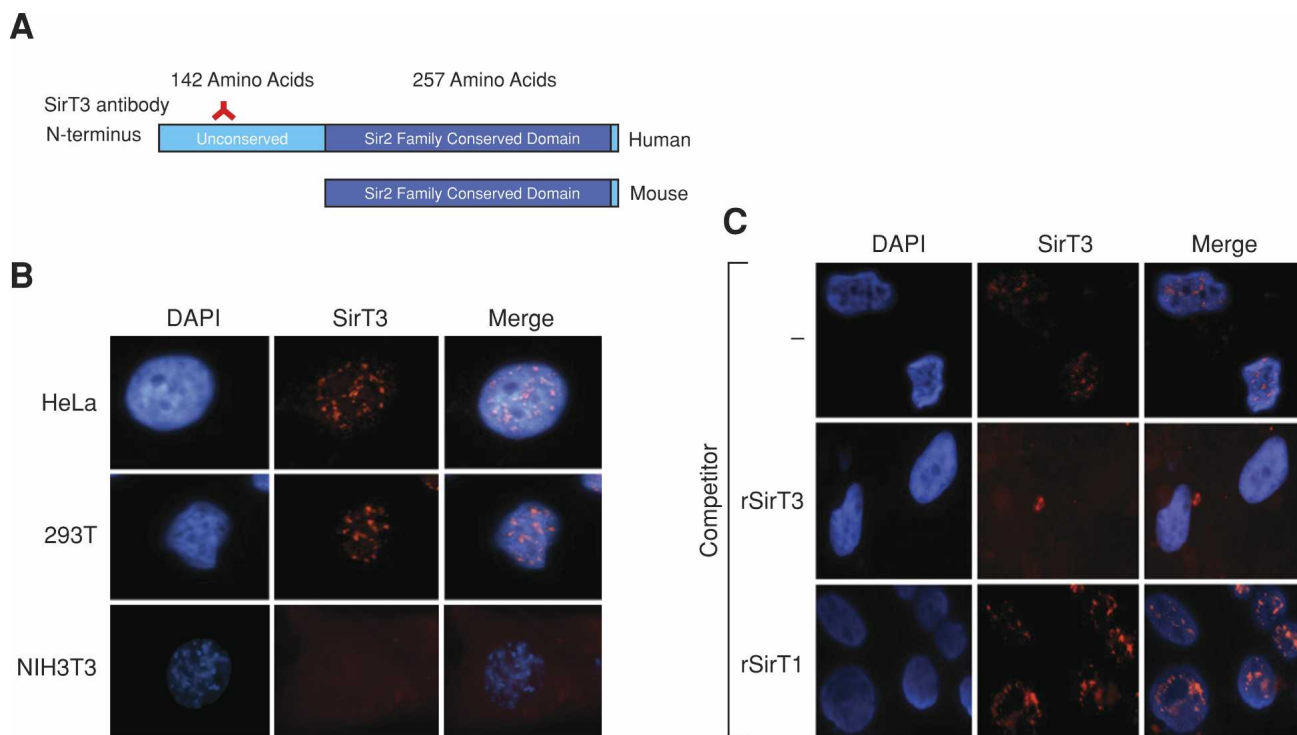 A
142 Amino Acids 257 Amino Acids
SirT3 antibody
N-terminus Unconserved Sir2 Family Conserved Domain Human
Sir2 Family Conserved Domain Mouse
B
DAPI SirT3 Merge
HeLa
293T
NIH3T3
C
DAPI SirT3 Merge
Competitor
–
rSirT3
rSirT1